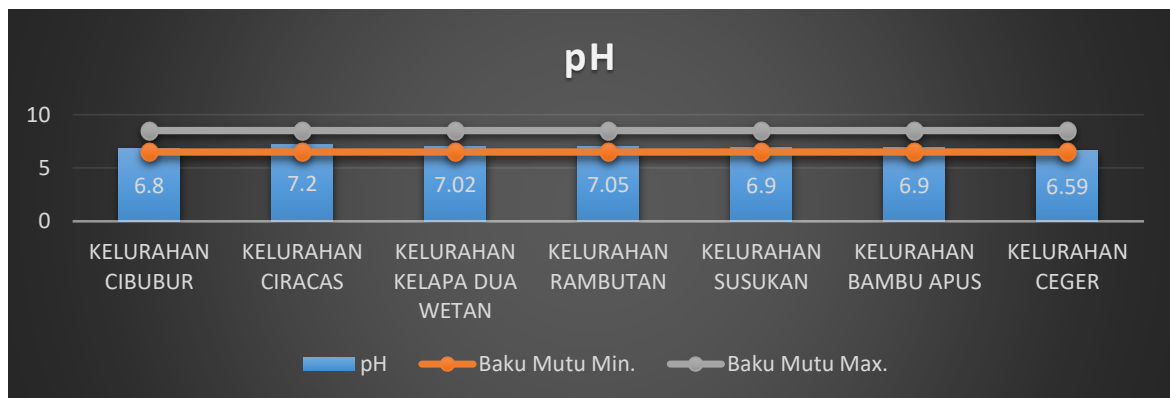 pH
10
5
0
6.8
7.2
7.02
7.05
6.9
6.9
6.59
KELURAHAN
CIBUBUR
KELURAHAN
CIRACAS
KELURAHAN
KELAPA DUA
WETAN
KELURAHAN
RAMBUTAN
KELURAHAN
SUSUKAN
KELURAHAN
BAMBU APUS
KELURAHAN
CEGER
pH
Baku Mutu Min.
Baku Mutu Max.